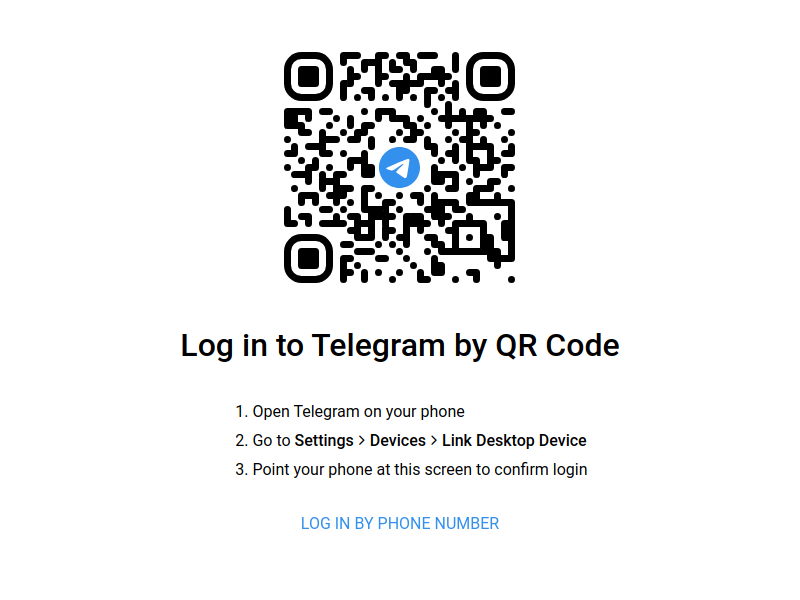 Log in to Telegram by QR Code
1. Open Telegram on your phone
2. Go to Settings > Devices > Link Desktop Device
3. Point your phone at this screen to confirm login
LOG IN BY PHONE NUMBER